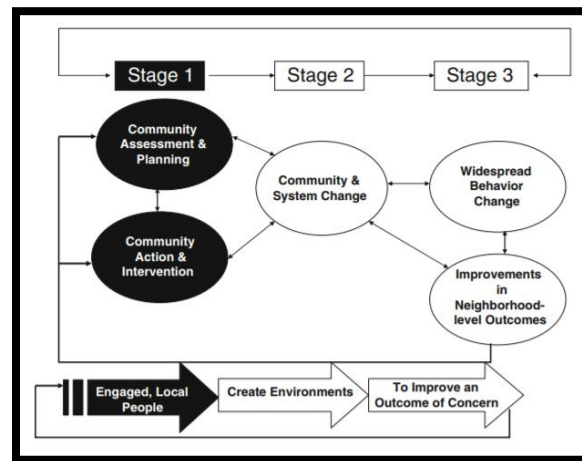 Stage 1
Stage 2
Stage 3
Community
Assessment &
Planning
Community &
System Change
Widespread
Behavior
Change
Community
Action &
Intervention
Improvements
in
Neighborhood-
level Outcomes
Engaged, Local
People
Create Environments
To Improve an
Outcome of Concern